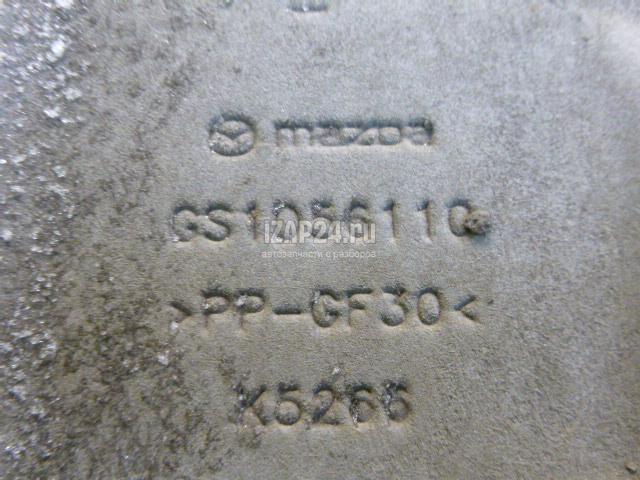 mazda
GS1D56110
IZAP24.ru
автозапчасти с разборов
>PP-GF30<
K5266